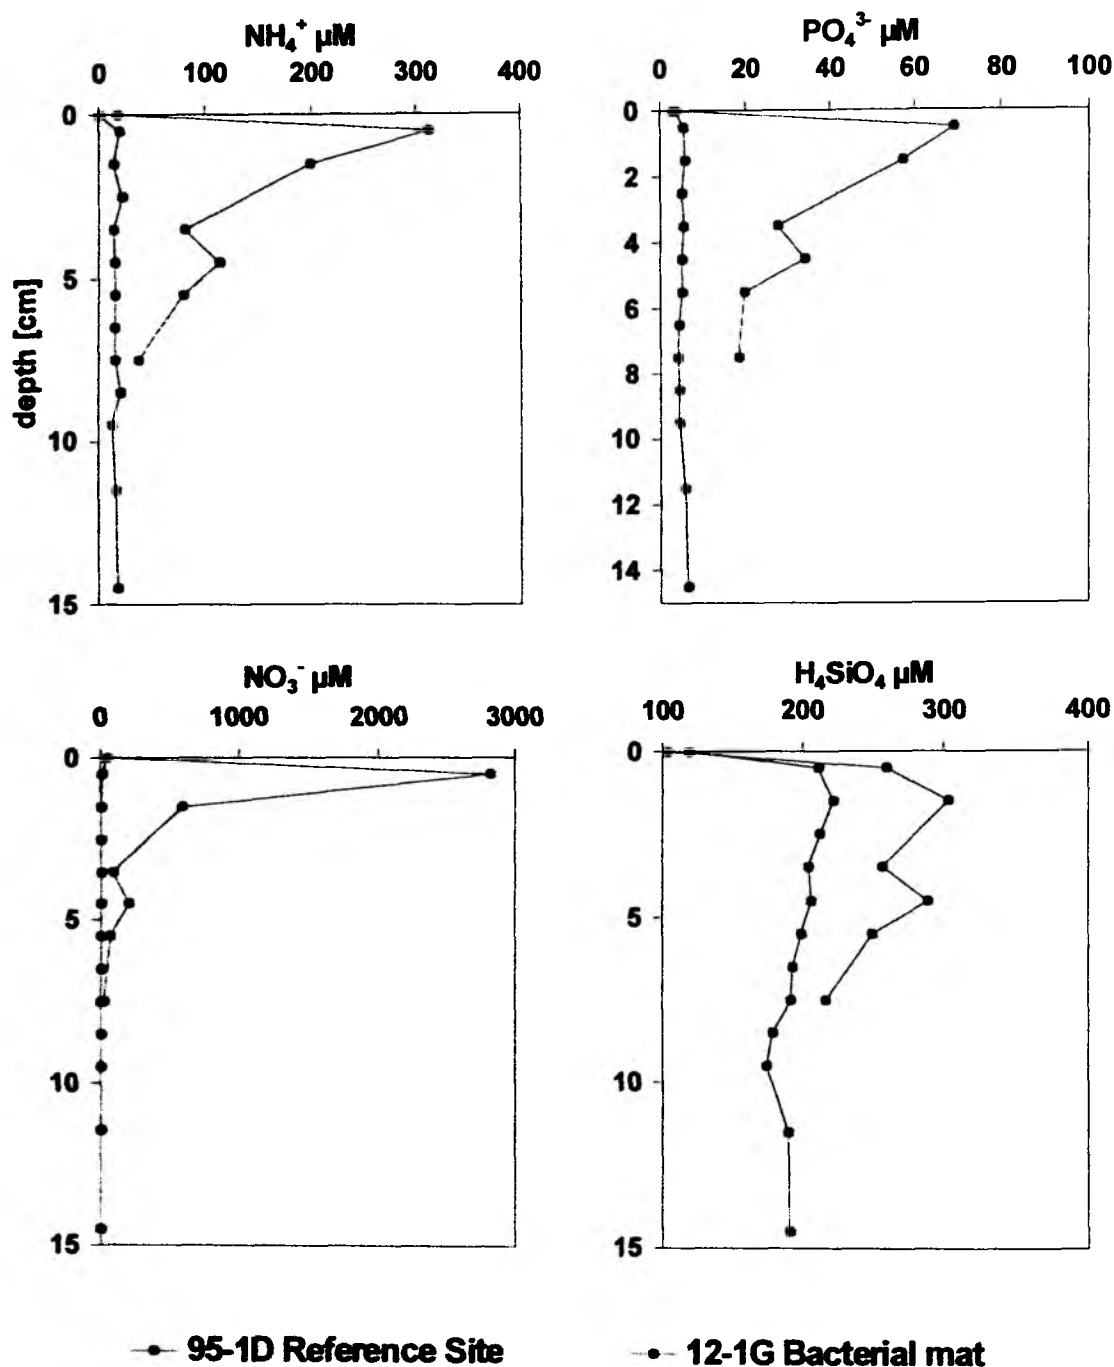 NH₄⁺ µM
0 100 200 300 400
0
5
10
15
depth [cm]
PO₄³⁻ µM
0 20 40 60 80 100
0
2
4
6
8
10
12
14
NO₃⁻ µM
0 1000 2000 3000
0
5
10
15
H₄SiO₄ µM
100 200 300 400
0
5
10
15
95-1D Reference Site
12-1G Bacterial mat